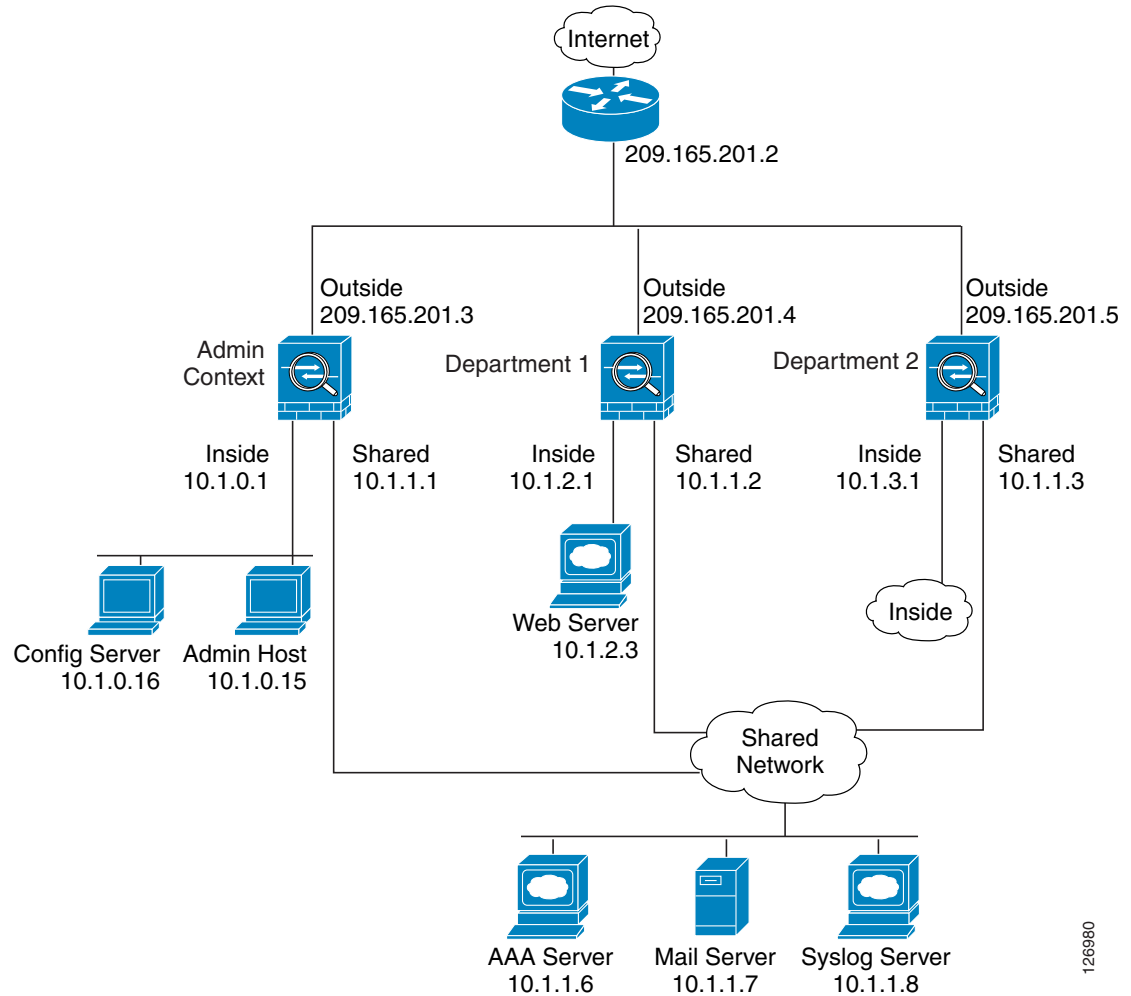 Internet
209.165.201.2
Outside
209.165.201.3
Outside
209.165.201.4
Outside
209.165.201.5
Admin
Context
Department 1
Department 2
Inside
10.1.0.1
Shared
10.1.1.1
Inside
10.1.2.1
Shared
10.1.1.2
Inside
10.1.3.1
Shared
10.1.1.3
Config Server
10.1.0.16
Admin Host
10.1.0.15
Web Server
10.1.2.3
Inside
Shared
Network
AAA Server
10.1.1.6
Mail Server
10.1.1.7
Syslog Server
10.1.1.8
126980